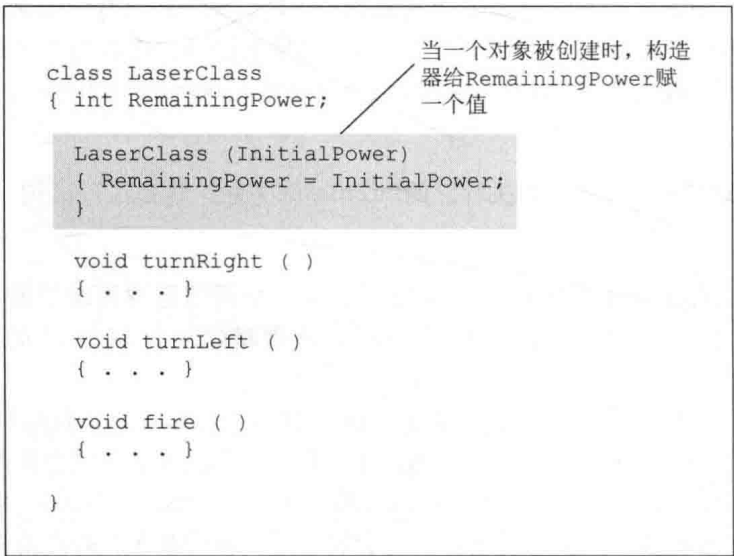 当一个对象被创建时，构造
器给RemainingPower赋
一个值
class LaserClass
{ int RemainingPower;
LaserClass (InitialPower)
{ RemainingPower = InitialPower;
}
void turnRight ( )
{ . . . }
void turnLeft ( )
{ . . . }
void fire ( )
{ . . . }
}